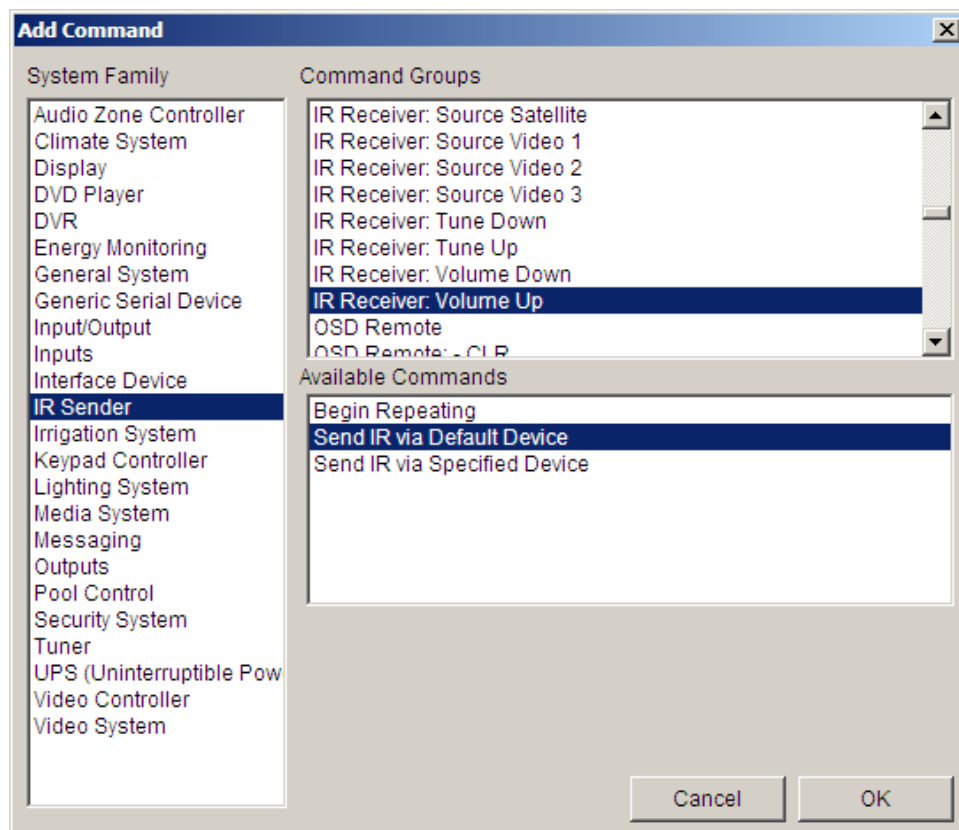 Add Command
System Family
Audio Zone Controller
Climate System
Display
DVD Player
DVR
Energy Monitoring
General System
Generic Serial Device
Input/Output
Inputs
Interface Device
IR Sender
Irrigation System
Keypad Controller
Lighting System
Media System
Messaging
Outputs
Pool Control
Security System
Tuner
UPS (Uninterruptible Pow
Video Controller
Video System
Command Groups
IR Receiver: Source Satellite
IR Receiver: Source Video 1
IR Receiver: Source Video 2
IR Receiver: Source Video 3
IR Receiver: Tune Down
IR Receiver: Tune Up
IR Receiver: Volume Down
IR Receiver: Volume Up
OSD Remote
OSD Remote: - CLR
Available Commands
Begin Repeating
Send IR via Default Device
Send IR via Specified Device
Cancel
OK